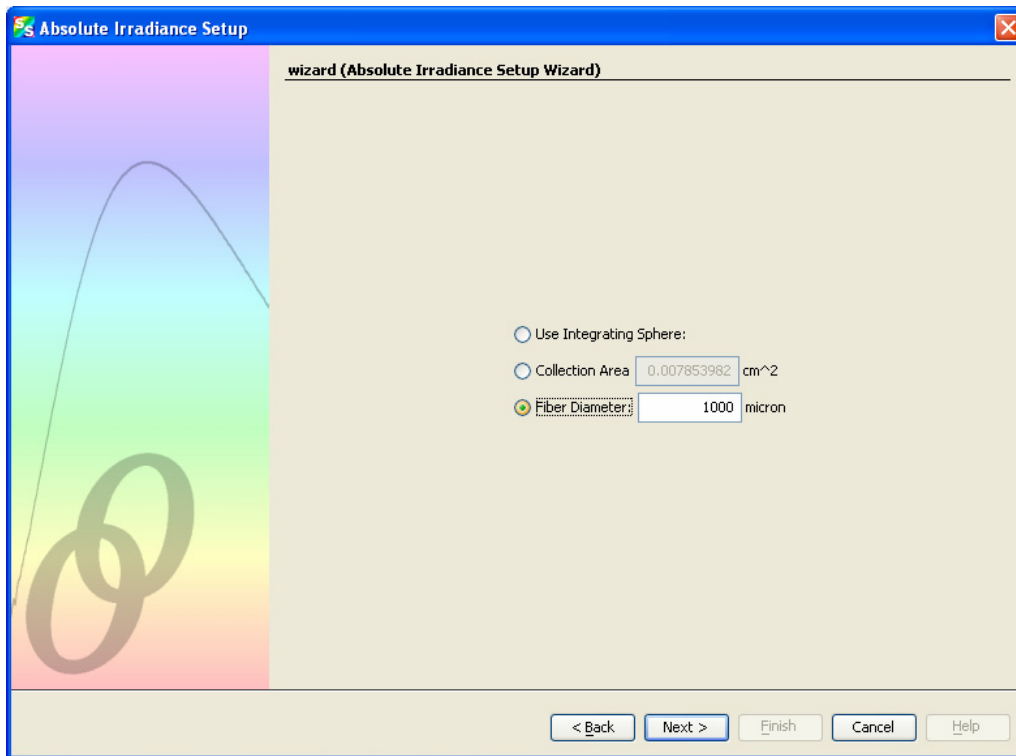 Absolute Irradiance Setup
wizard (Absolute Irradiance Setup Wizard)
Use Integrating Sphere:
Collection Area 0.007853982 cm^2
Fiber Diameter: 1000 micron
< Back Next > Finish Cancel Help